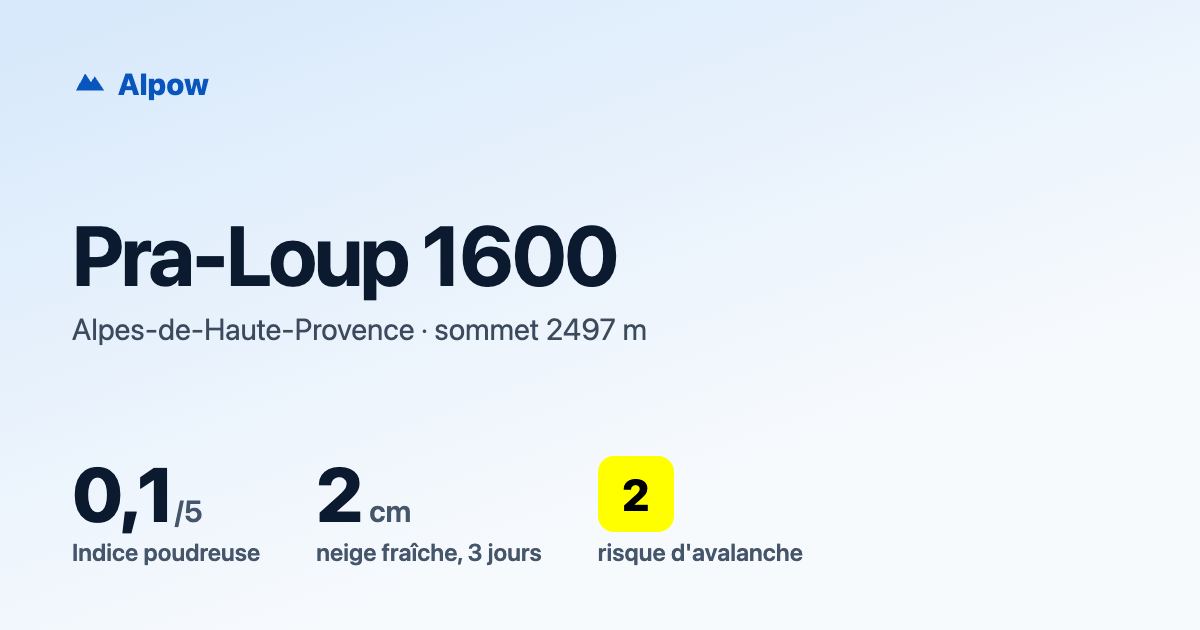 Alpow
Pra-Loup 1600
Alpes-de-Haute-Provence · sommet 2497 m
0,1/5
Indice poudreuse
2 cm
neige fraîche, 3 jours
2
risque d'avalanche